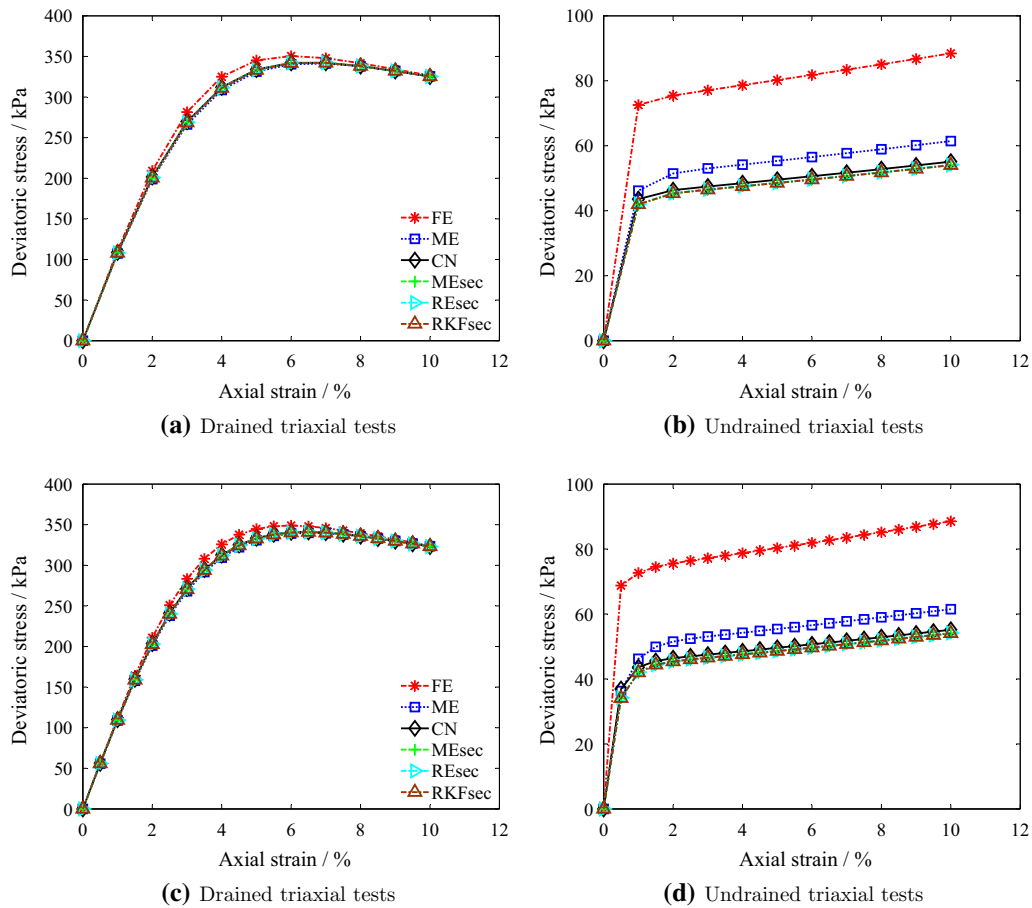 400
350
300
250
200
150
100
50
0
Deviatoric stress / kPa
FE
ME
CN
MEsec
REsec
RKFsec
0 2 4 6 8 10 12
Axial strain / %
(a) Drained triaxial tests
100
80
60
40
20
0
Deviatoric stress / kPa
0 2 4 6 8 10 12
Axial strain / %
(b) Undrained triaxial tests
400
350
300
250
200
150
100
50
0
Deviatoric stress / kPa
FE
ME
CN
MEsec
REsec
RKFsec
0 2 4 6 8 10 12
Axial strain / %
(c) Drained triaxial tests
100
80
60
40
20
0
Deviatoric stress / kPa
0 2 4 6 8 10 12
Axial strain / %
(d) Undrained triaxial tests